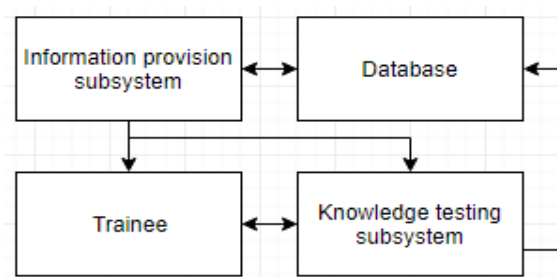 Information provision
subsystem
Database
Trainee
Knowledge testing
subsystem